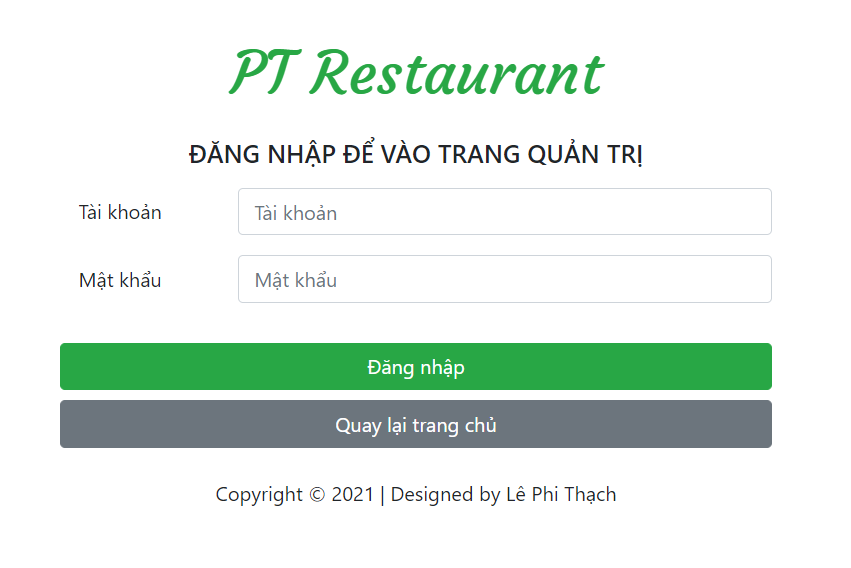 PT Restaurant
ĐĂNG NHẬP ĐỂ VÀO TRANG QUẢN TRỊ
Tài khoản Tài khoản
Mật khẩu Mật khẩu
Đăng nhập
Quay lại trang chủ
Copyright © 2021 | Designed by Lê Phi Thạch